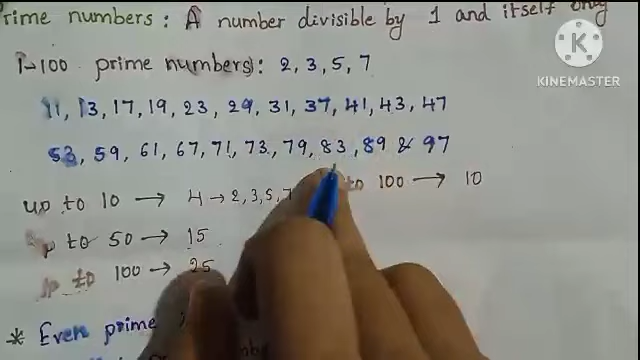 Prime numbers: A number divisible by 1 and itself only
1-100 prime numbers: 2, 3, 5, 7
11, 13, 17, 19, 23, 29, 31, 37, 41, 43, 47
53, 59, 61, 67, 71, 73, 79, 83, 89 & 97
up to 10 → 4 → 2, 3, 5, 7 to 100 → 10
up to 50 → 15
up to 100 → 25
* Even prime
KINEMASTER